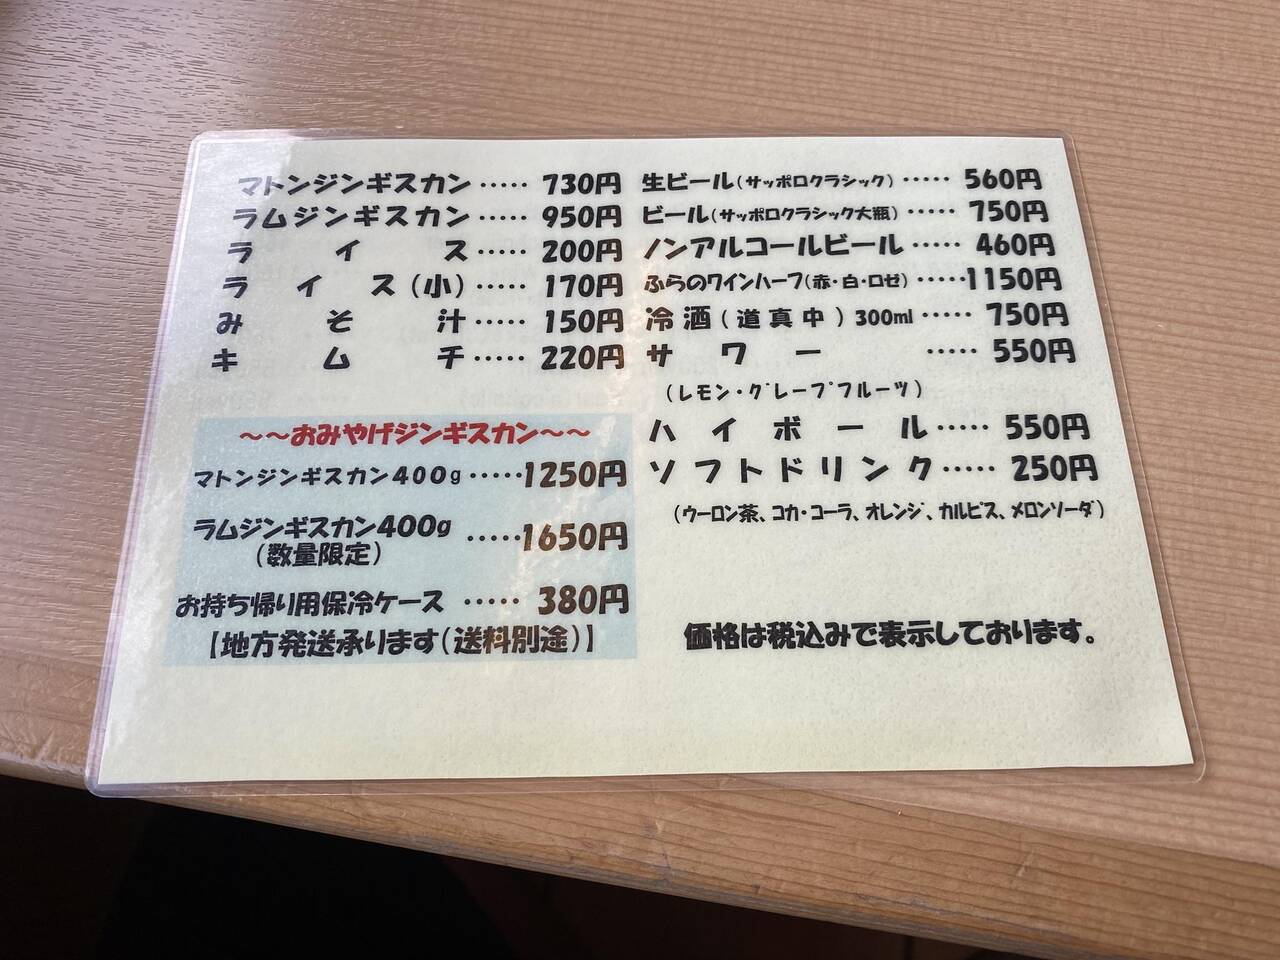 マトンジンギスカン ····· 730円
ラムジンギスカン ····· 950円
ライス ····· 200円
ライス(小) ····· 170円
みそ汁 ····· 150円
キムチ ····· 220円
～～おみやげジンギスカン～～
マトンジンギスカン400g ·····1250円
ラムジンギスカン400g ·····1650円
(数量限定)
お持ち帰り用保冷ケース ····· 380円
【地方発送承ります(送料別途)】
生ビール(サッポロクラシック) ····· 560円
ビール(サッポロクラシック大瓶) ····· 750円
ノンアルコールビール ····· 460円
ふらのワインハーフ(赤・白・ロゼ) ·····1150円
冷酒(道真中)300ml ····· 750円
サワー ····· 550円
(レモン・グレープフルーツ)
ハイボール ····· 550円
ソフトドリンク ····· 250円
(ウーロン茶、コカ・コーラ、オレンジ、カルピス、メロンソーダ)
価格は税込みで表示しております。